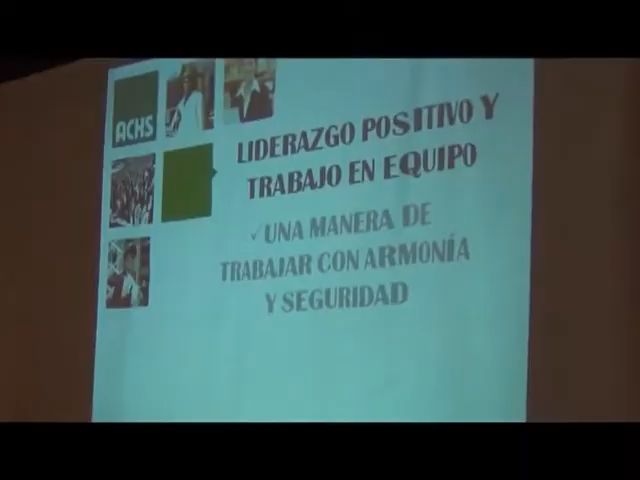 ACHS
LIDERAZGO POSITIVO Y
TRABAJO EN EQUIPO
✓UNA MANERA DE
TRABAJAR CON ARMONÍA
Y SEGURIDAD